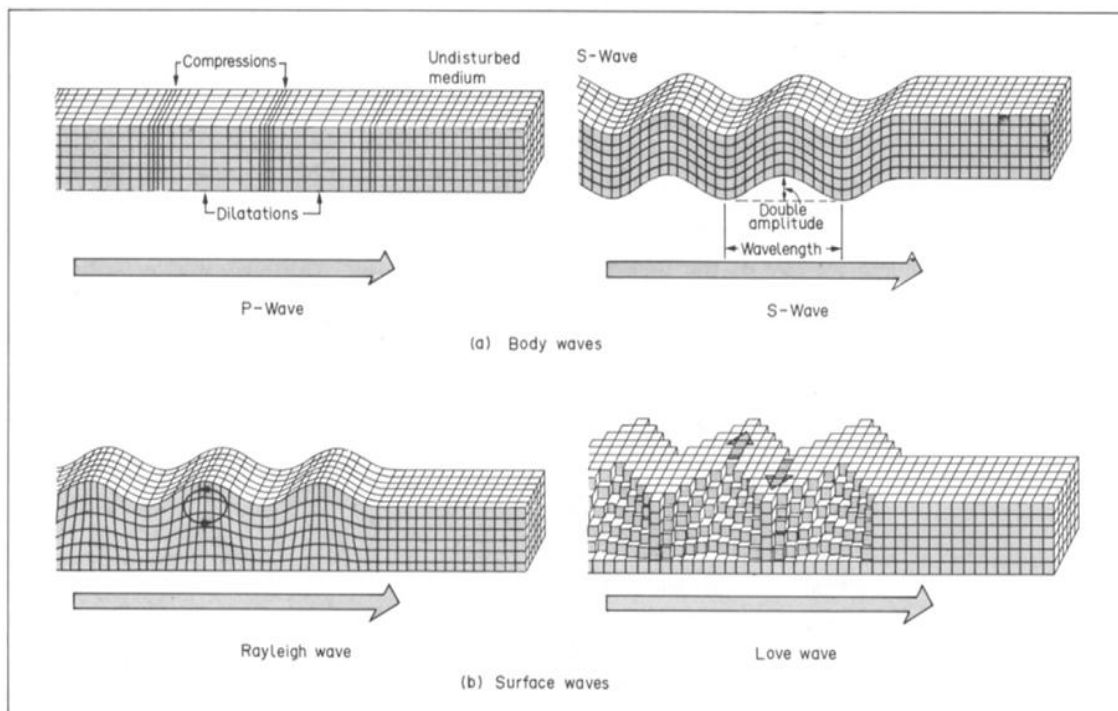 Compressions
Undisturbed
medium
Dilatations
P-Wave
S-Wave
Double
amplitude
Wavelength
S-Wave
(a) Body waves
Rayleigh wave
Love wave
(b) Surface waves